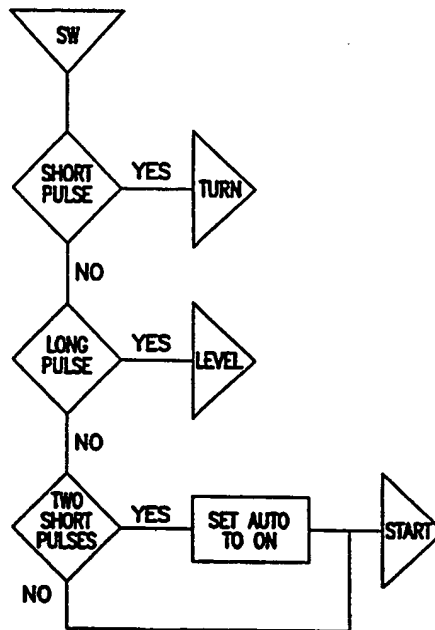 SW
SHORT
PULSE
YES
TURN
NO
LONG
PULSE
YES
LEVEL
NO
TWO
SHORT
PULSES
YES
SET AUTO
TO ON
START
NO